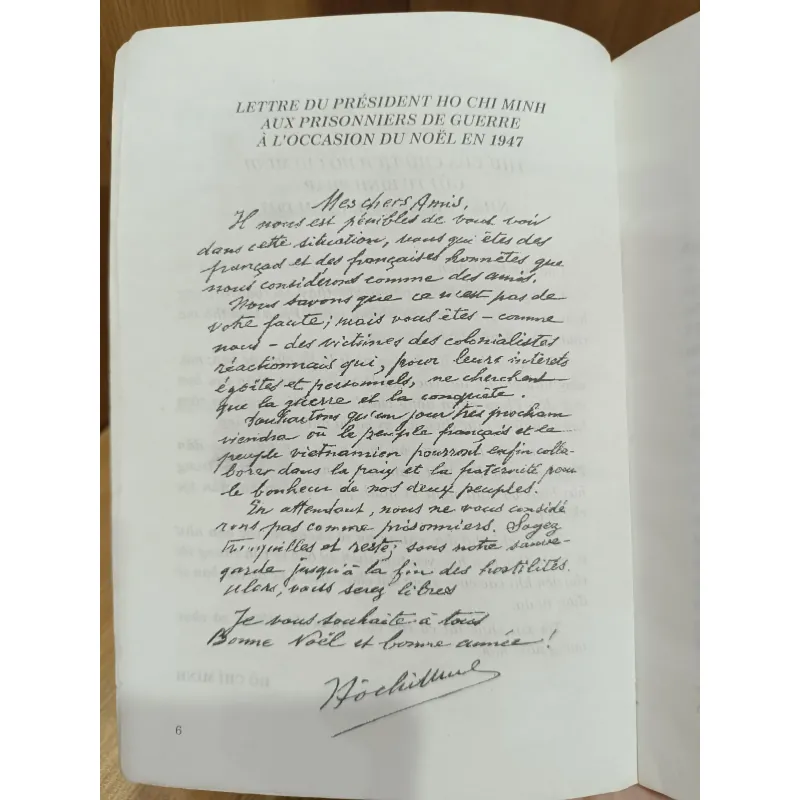 LETTRE DU PRÉSIDENT HO CHI MINH
AUX PRISONNIERS DE GUERRE
À L'OCCASION DU NOËL EN 1947
Mes chers Amis,
Il nous est pénibles de vous voir
dans cette situation, vous qui êtes des
français et des françaises honnêtes que
nous considérons comme des amis.
Nous savons que ce n'est pas de
votre faute; mais vous êtes - comme
nous - des victimes des colonialistes
réactionnais qui, pour leurs intérets
égoïstes et personnels, ne cherchent
que la guerre et la conquête.
Souhaitons qu'un jour très prochain
viendra où le peuple français et le
peuple vietnamien pourront enfin colla-
borer dans la paix et la fraternité pour
le bonheur de nos deux peuples.
En attendant, nous ne vous considé
rons pas comme prisonniers. Soyez
tranquilles et restez sous notre sauve-
garde jusqu'à la fin des hostilités.
Alors, vous serez libres
Je vous souhaite à tous
Bonne Noël et bonne année!
Hôchiminh
6